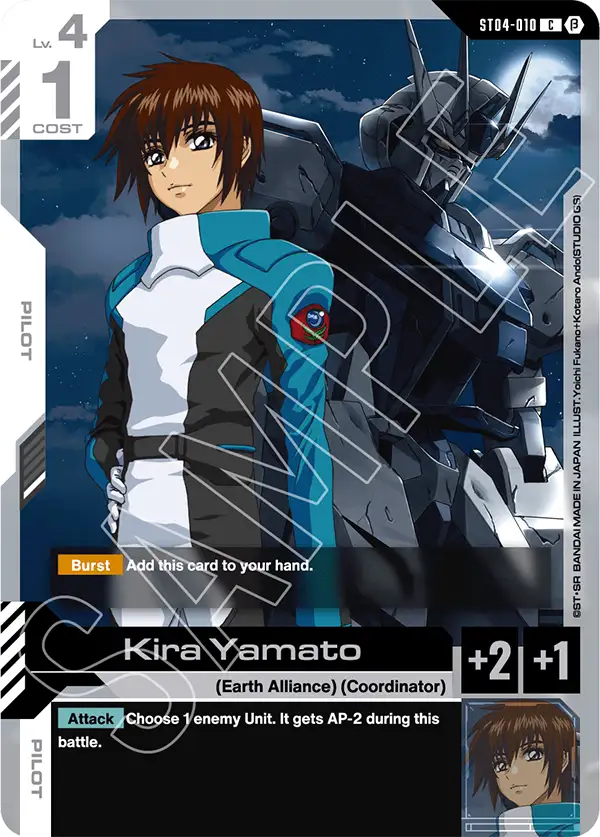 ST04-010 C β
Lv. 4
1
COST
PILOT
SAMPLE
©ST・SR BANDAI MADE IN JAPAN ILLUST.Yoichi Fukano+Kotaro Ando(STUDIO G3)
Burst Add this card to your hand.
Kira Yamato
+2 +1
(Earth Alliance) (Coordinator)
Attack Choose 1 enemy Unit. It gets AP-2 during this
battle.
PILOT